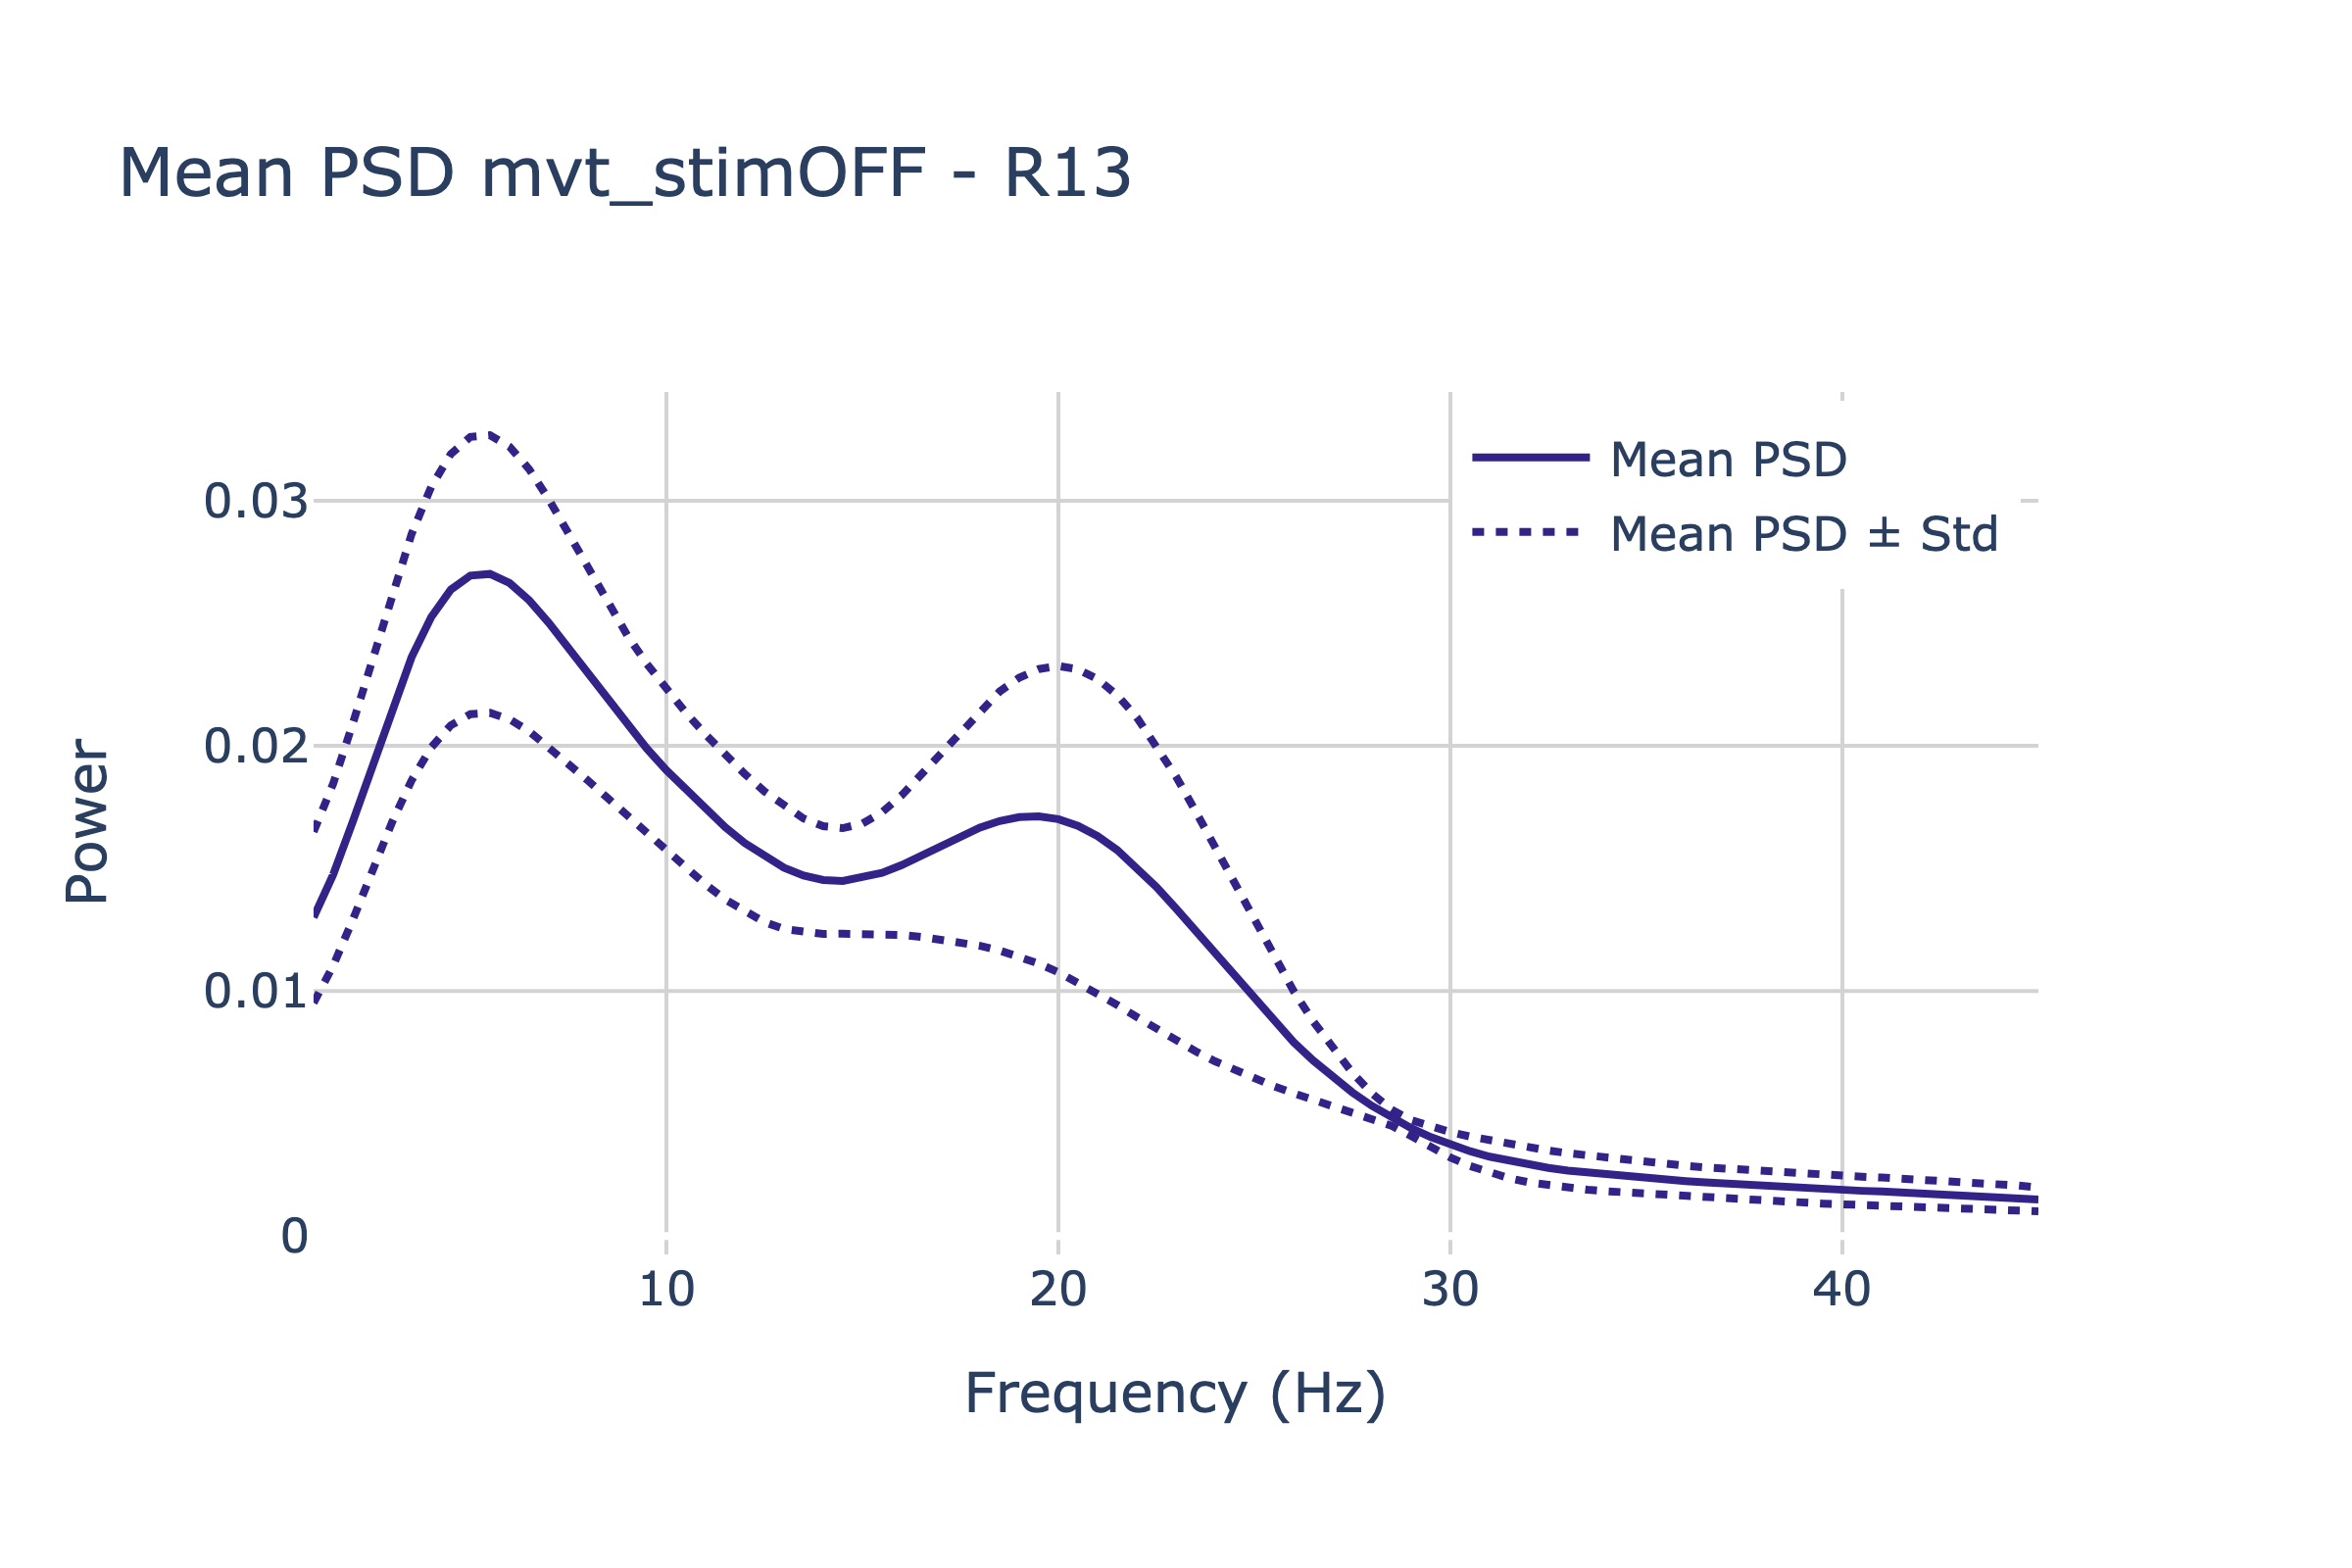 Mean PSD mvt_stimOFF - R13
Mean PSD
Mean PSD ± Std
0.03
0.02
0.01
0
Power
10 20 30 40
Frequency (Hz)